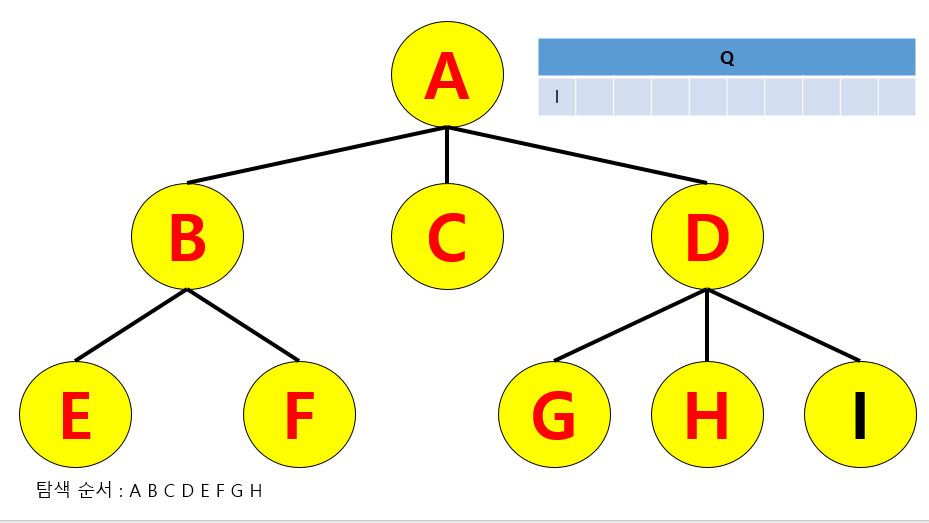 A
Q
I
B C D
E F G H I
탐색 순서 : A B C D E F G H